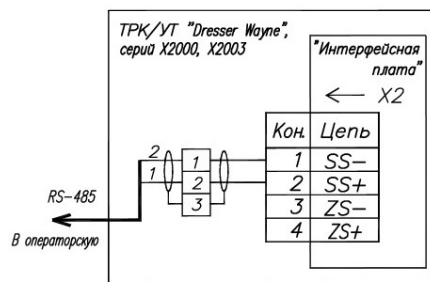 ТРК/УТ "Dresser Wayne",
серий X2000, X2003
"Интерфейсная
плата"
X2
Кон. Цепь
1 SS–
2 SS+
3 ZS–
4 ZS+
2
1
1
2
3
RS-485
В операторскую